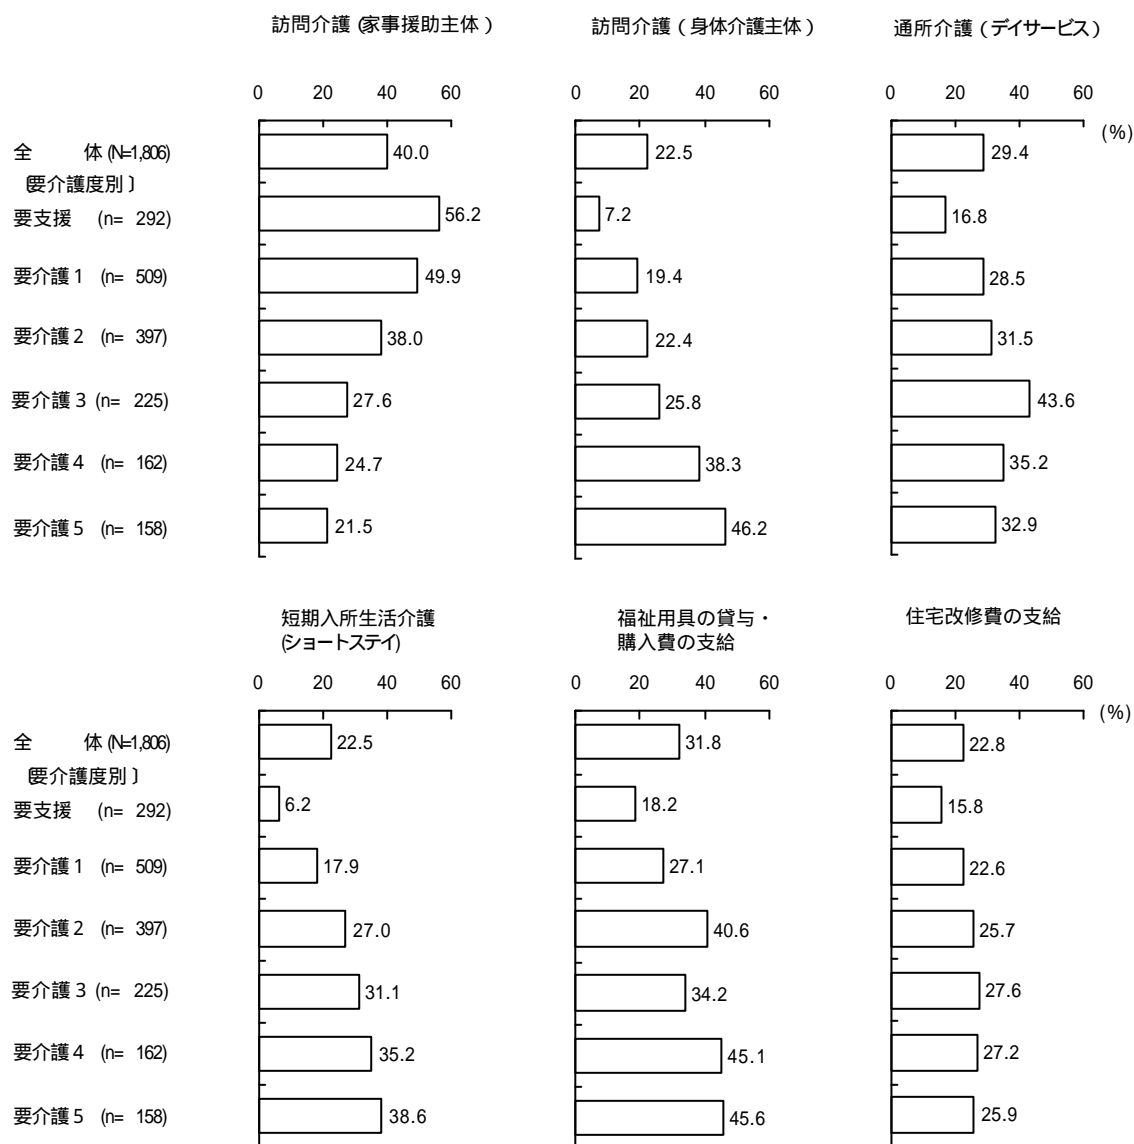 訪問介護(家事援助主体) 訪問介護(身体介護主体) 通所介護(デイサービス)
0 20 40 60 0 20 40 60 0 20 40 60
(%)
全 体(N=1,806) 40.0 22.5 29.4
〔要介護度別〕
要支援 (n= 292) 56.2 7.2 16.8
要介護1 (n= 509) 49.9 19.4 28.5
要介護2 (n= 397) 38.0 22.4 31.5
要介護3 (n= 225) 27.6 25.8 43.6
要介護4 (n= 162) 24.7 38.3 35.2
要介護5 (n= 158) 21.5 46.2 32.9
短期入所生活介護 福祉用具の貸与・ 住宅改修費の支給
(ショートステイ) 購入費の支給
0 20 40 60 0 20 40 60 0 20 40 60
(%)
全 体(N=1,806) 22.5 31.8 22.8
〔要介護度別〕
要支援 (n= 292) 6.2 18.2 15.8
要介護1 (n= 509) 17.9 27.1 22.6
要介護2 (n= 397) 27.0 40.6 25.7
要介護3 (n= 225) 31.1 34.2 27.6
要介護4 (n= 162) 35.2 45.1 27.2
要介護5 (n= 158) 38.6 45.6 25.9